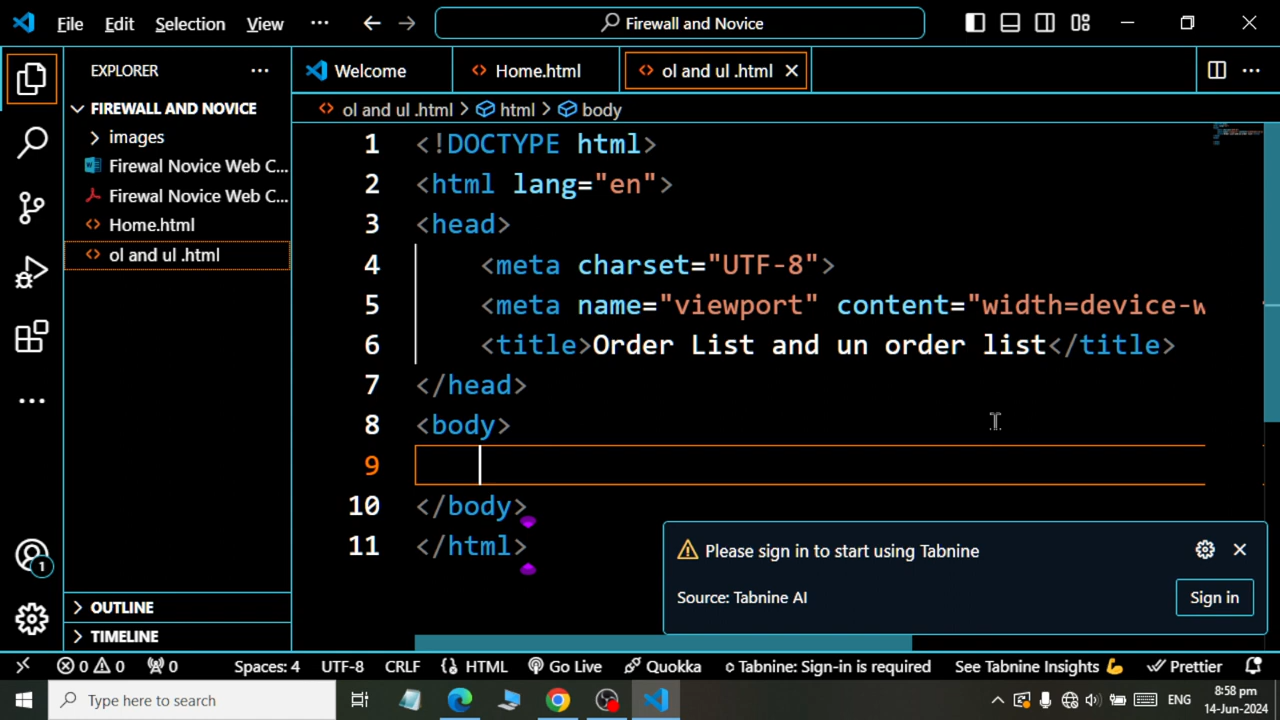 File Edit Selection View ··· Firewall and Novice
EXPLORER ···
FIREWALL AND NOVICE
images
Firewal Novice Web C...
Firewal Novice Web C...
Home.html
ol and ul .html
OUTLINE
TIMELINE
1
Welcome Home.html ol and ul .html
ol and ul .html > html > body
1 <!DOCTYPE html>
2 <html lang="en">
3 <head>
4 <meta charset="UTF-8">
5 <meta name="viewport" content="width=device-w
6 <title>Order List and un order list</title>
7 </head>
8 <body>
9
10 </body>
11 </html>
Please sign in to start using Tabnine
Source: Tabnine AI Sign in
0 0 0 Spaces: 4 UTF-8 CRLF HTML Go Live Quokka Tabnine: Sign-in is required See Tabnine Insights 💪 Prettier
Type here to search ENG 8:58 pm
14-Jun-2024